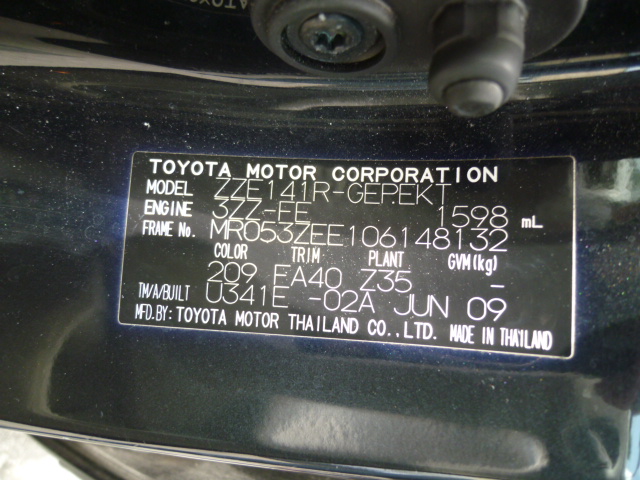 TOYOTA MOTOR CORPORATION
MODEL ZZE141R-GEPEKT
ENGINE 3ZZ-FE 1598 mL
FRAME No. MR053ZEE106148132
COLOR TRIM PLANT GVM(kg)
209 FA40 Z35 -
TM/A/BUILT U341E -02A JUN 09
MFD.BY: TOYOTA MOTOR THAILAND CO.,LTD. MADE IN THAILAND